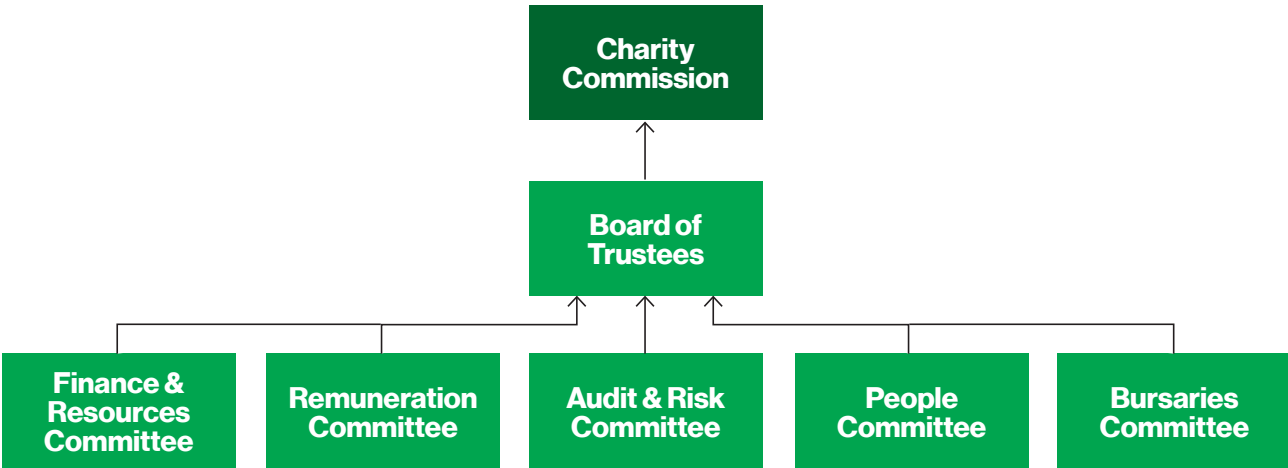 Charity
Commission
Board of
Trustees
Finance &
Resources
Committee
Remuneration
Committee
Audit & Risk
Committee
People
Committee
Bursaries
Committee